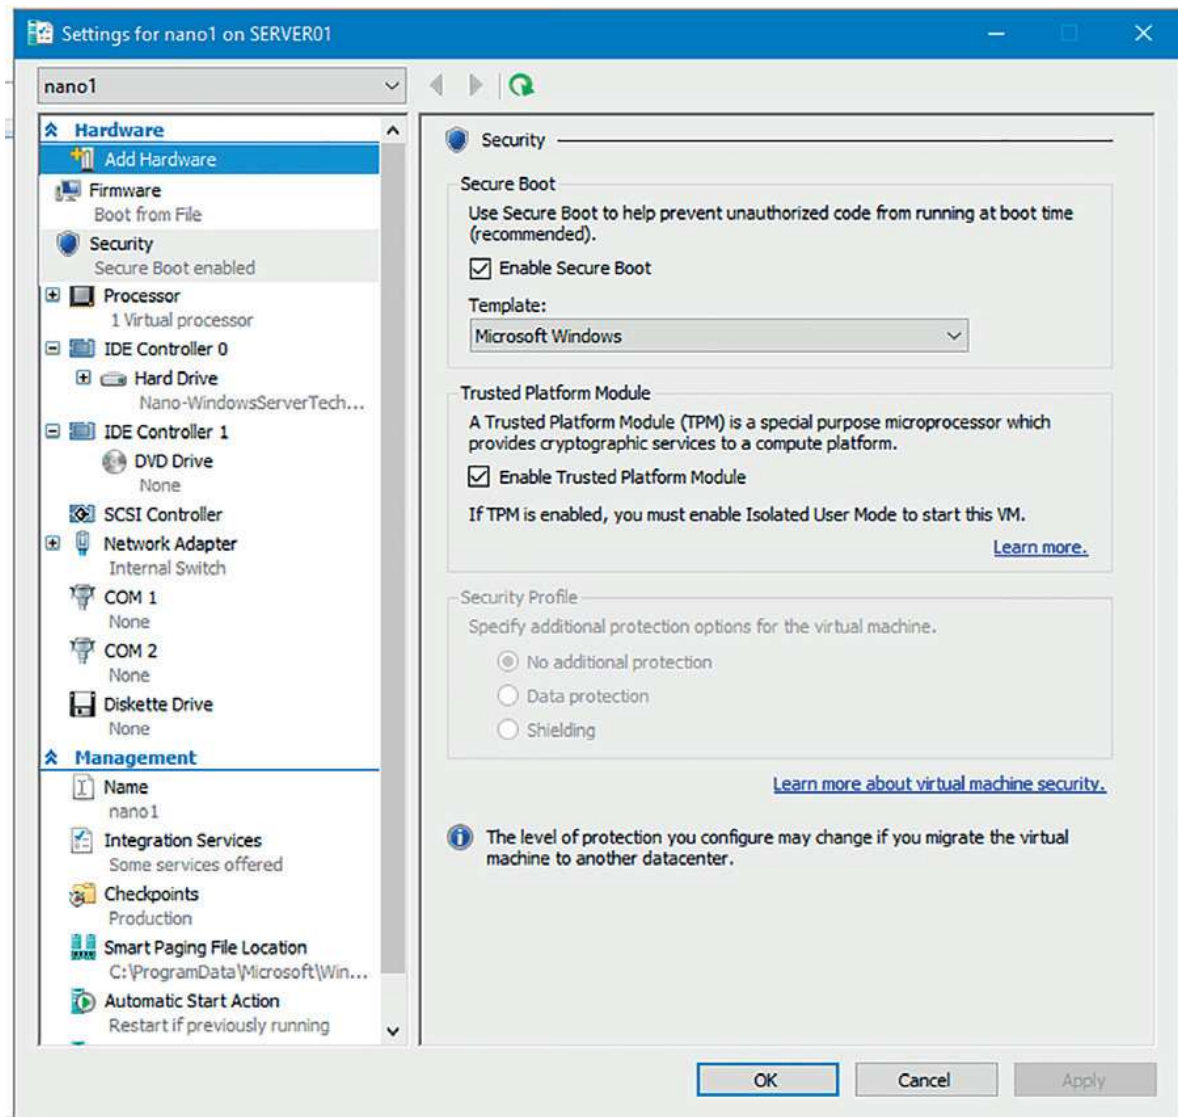 Settings for nano1 on SERVER01
nano1
Hardware
Add Hardware
Firmware
Boot from File
Security
Secure Boot enabled
Processor
1 Virtual processor
IDE Controller 0
Hard Drive
Nano-WindowsServerTech...
IDE Controller 1
DVD Drive
None
SCSI Controller
Network Adapter
Internal Switch
COM 1
None
COM 2
None
Diskette Drive
None
Management
Name
nano1
Integration Services
Some services offered
Checkpoints
Production
Smart Paging File Location
C:\ProgramData\Microsoft\Win...
Automatic Start Action
Restart if previously running
Security
Secure Boot
Use Secure Boot to help prevent unauthorized code from running at boot time
(recommended).
Enable Secure Boot
Template:
Microsoft Windows
Trusted Platform Module
A Trusted Platform Module (TPM) is a special purpose microprocessor which
provides cryptographic services to a compute platform.
Enable Trusted Platform Module
If TPM is enabled, you must enable Isolated User Mode to start this VM.
Learn more.
Security Profile
Specify additional protection options for the virtual machine.
No additional protection
Data protection
Shielding
Learn more about virtual machine security.
The level of protection you configure may change if you migrate the virtual
machine to another datacenter.
OK
Cancel
Apply